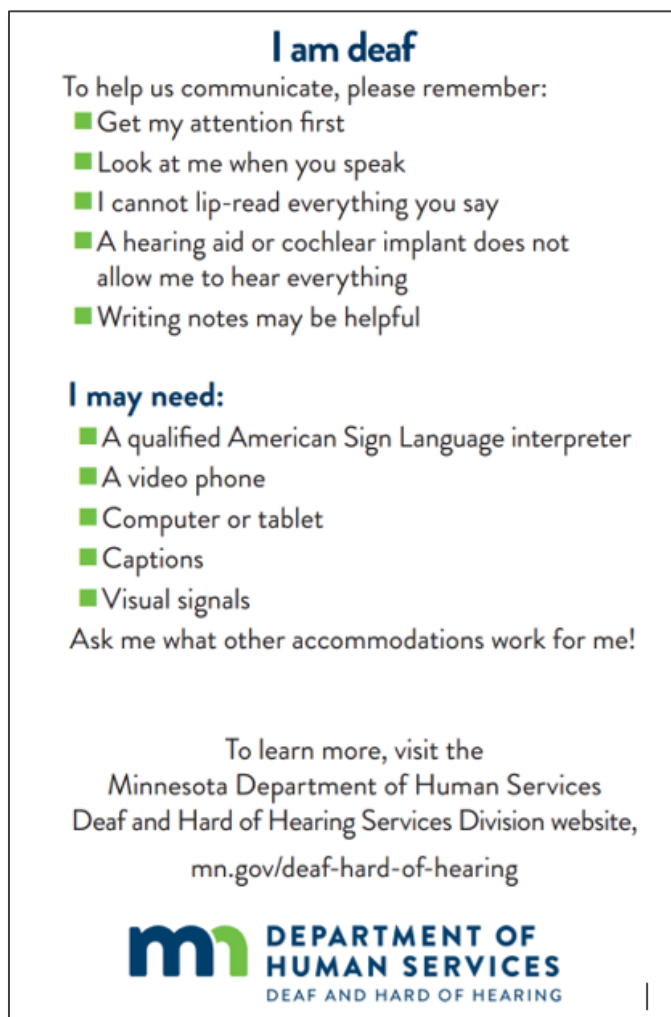 I am deaf
To help us communicate, please remember:
Get my attention first
Look at me when you speak
I cannot lip-read everything you say
A hearing aid or cochlear implant does not
allow me to hear everything
Writing notes may be helpful
I may need:
A qualified American Sign Language interpreter
A video phone
Computer or tablet
Captions
Visual signals
Ask me what other accommodations work for me!
To learn more, visit the
Minnesota Department of Human Services
Deaf and Hard of Hearing Services Division website,
mn.gov/deaf-hard-of-hearing
mn DEPARTMENT OF
HUMAN SERVICES
DEAF AND HARD OF HEARING